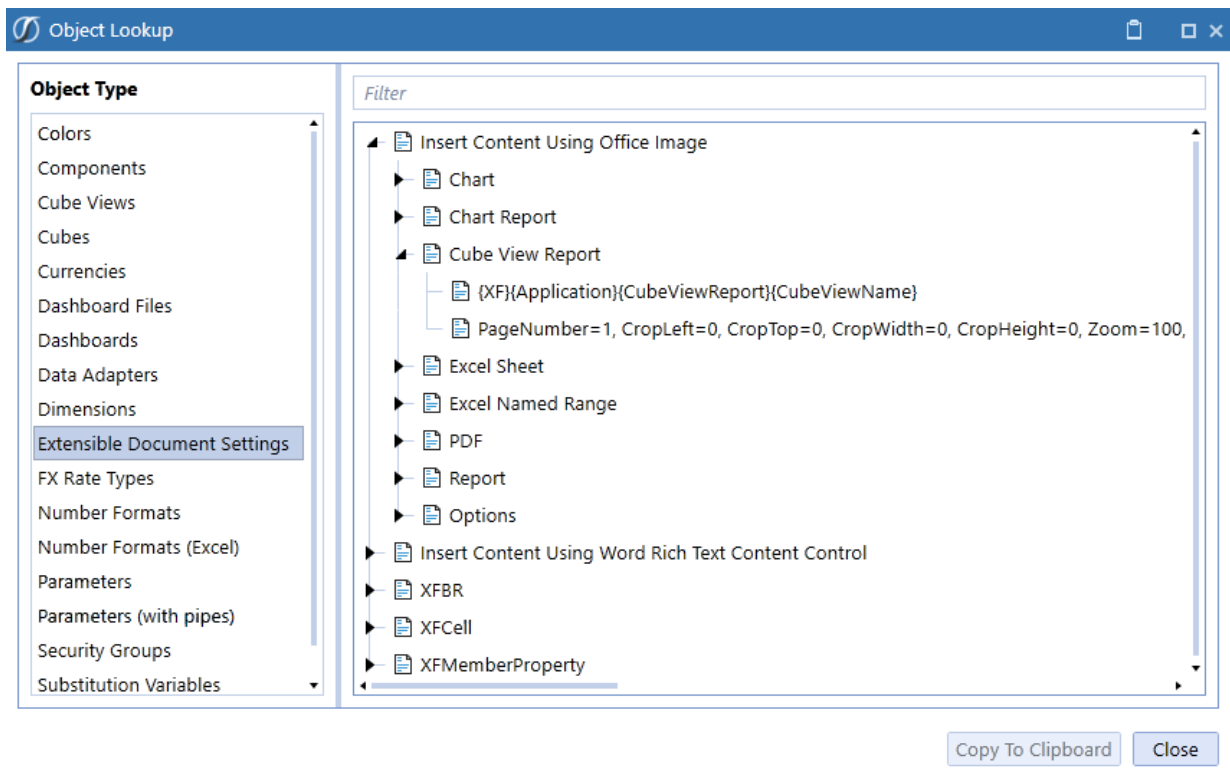 Object Lookup
Object Type
Colors
Components
Cube Views
Cubes
Currencies
Dashboard Files
Dashboards
Data Adapters
Dimensions
Extensible Document Settings
FX Rate Types
Number Formats
Number Formats (Excel)
Parameters
Parameters (with pipes)
Security Groups
Substitution Variables
Filter
Insert Content Using Office Image
Chart
Chart Report
Cube View Report
{XF}{Application}{CubeViewReport}{CubeViewName}
PageNumber=1, CropLeft=0, CropTop=0, CropWidth=0, CropHeight=0, Zoom=100,
Excel Sheet
Excel Named Range
PDF
Report
Options
Insert Content Using Word Rich Text Content Control
XFBR
XFCell
XFMemberProperty
Copy To Clipboard
Close